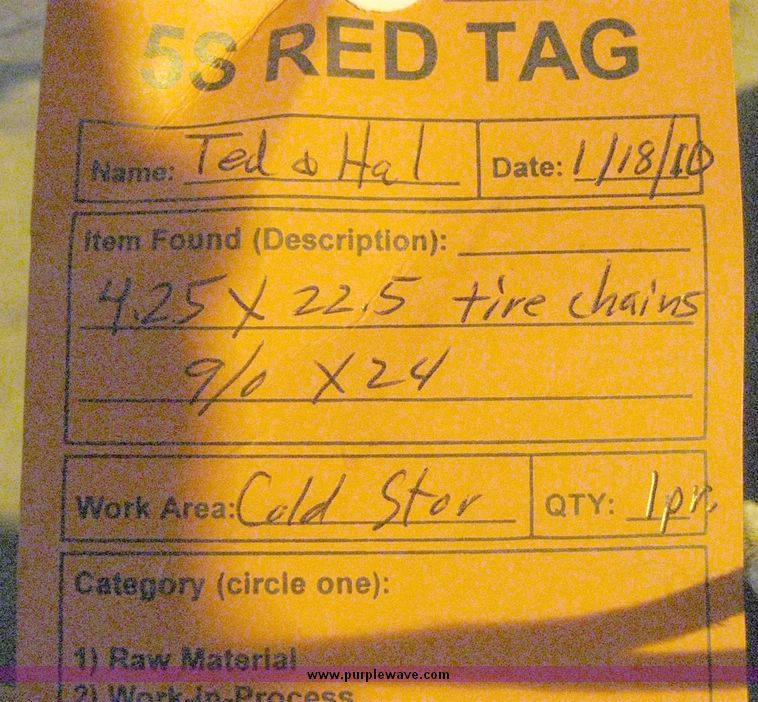 5S RED TAG
Name: Ted & Hal Date: 1/18/10
Item Found (Description):
4.25 X 22.5 tire chains
9/0 X 24
Work Area: Cold Stor QTY: 1pr.
Category (circle one):
1) Raw Material
www.purplewave.com
2) Work-In-Process